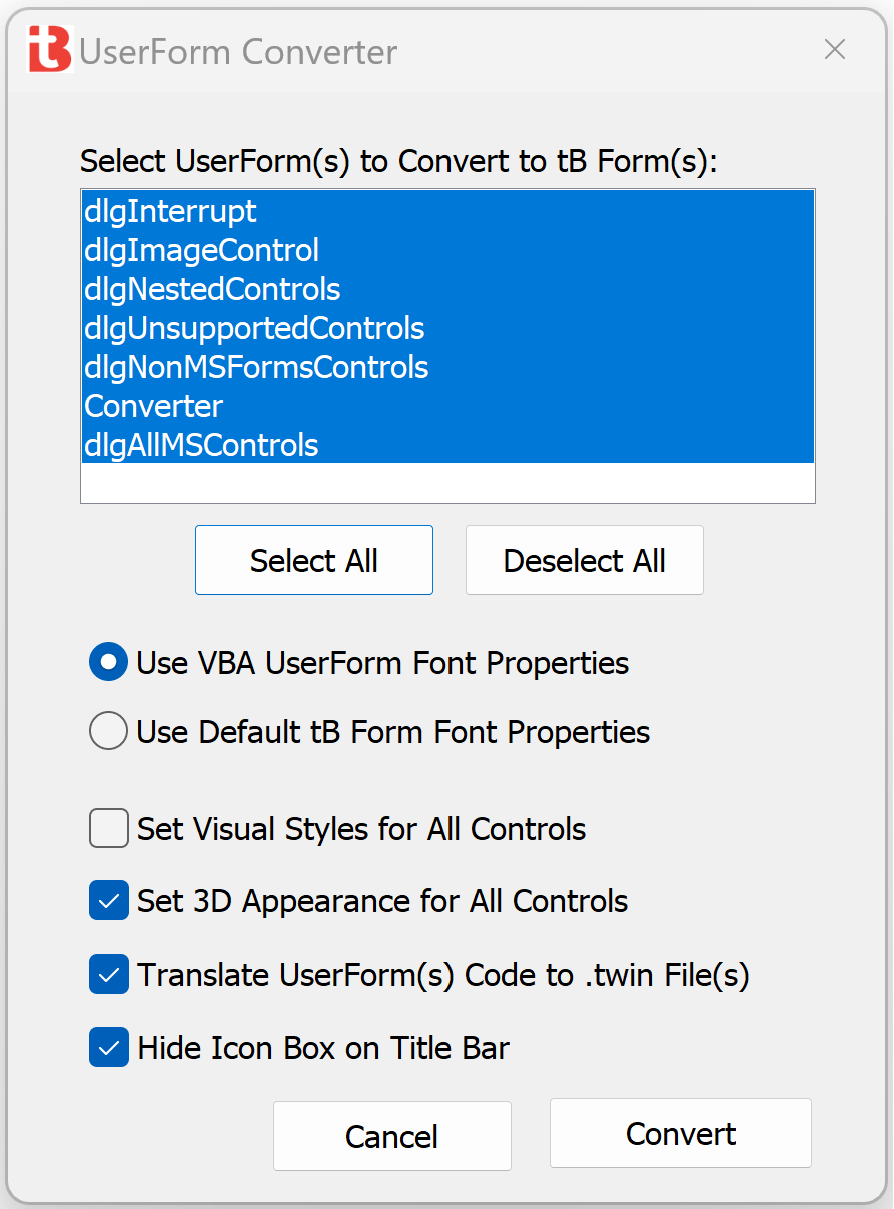 tB UserForm Converter
Select UserForm(s) to Convert to tB Form(s):
dlgInterrupt
dlgImageControl
dlgNestedControls
dlgUnsupportedControls
dlgNonMSFormsControls
Converter
dlgAllMSControls
Select All
Deselect All
Use VBA UserForm Font Properties
Use Default tB Form Font Properties
Set Visual Styles for All Controls
Set 3D Appearance for All Controls
Translate UserForm(s) Code to .twin File(s)
Hide Icon Box on Title Bar
Cancel
Convert